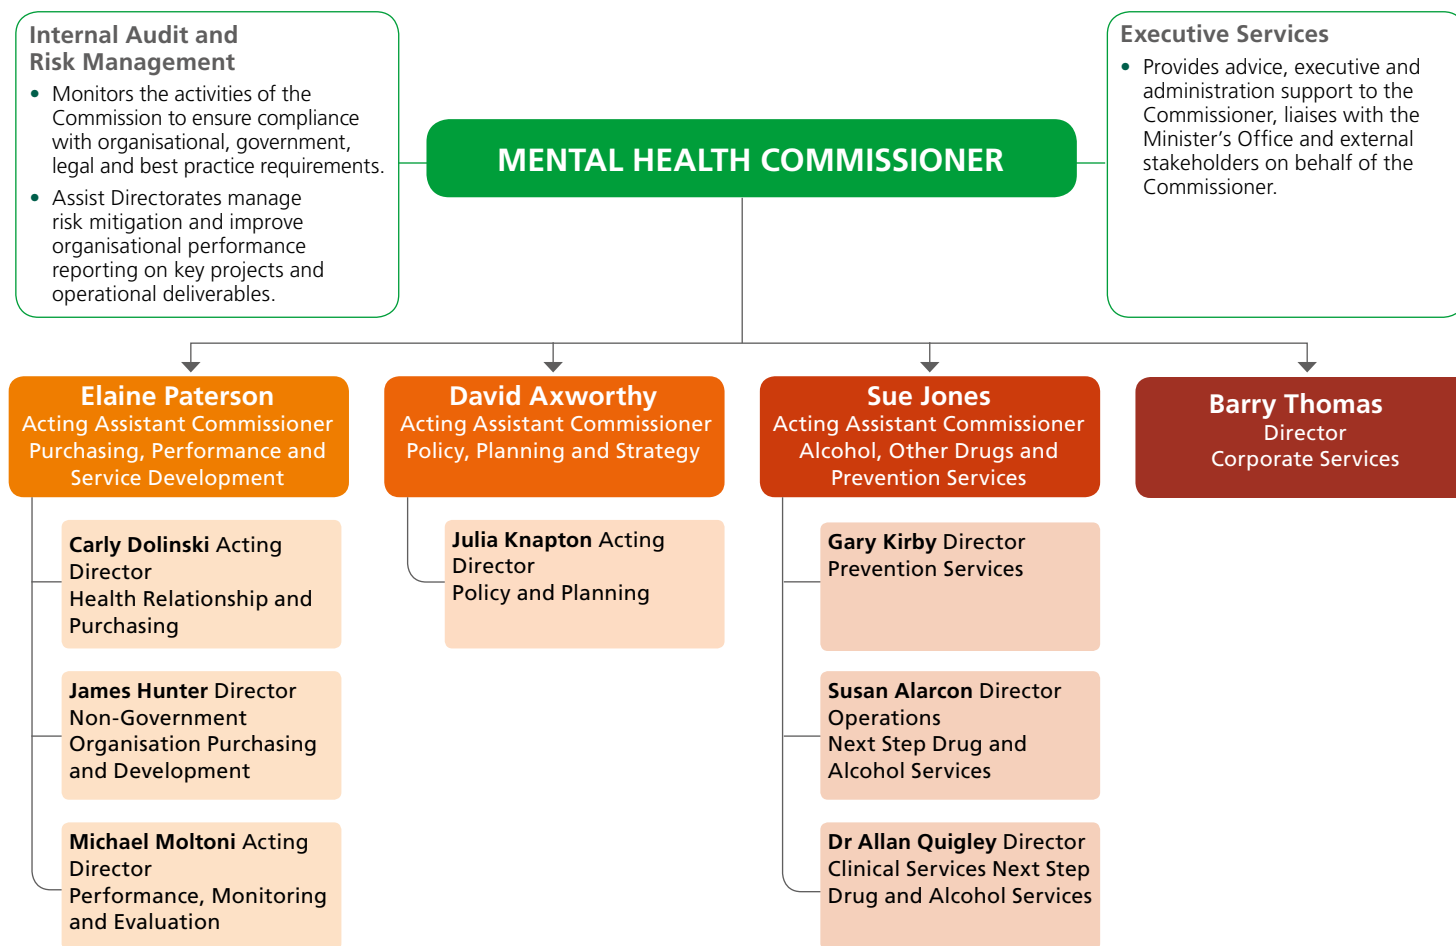 Internal Audit and
Risk Management
• Monitors the activities of the
Commission to ensure compliance
with organisational, government,
legal and best practice requirements.
• Assist Directorates manage
risk mitigation and improve
organisational performance
reporting on key projects and
operational deliverables.
MENTAL HEALTH COMMISSIONER
Executive Services
• Provides advice, executive and
administration support to the
Commissioner, liaises with the
Minister’s Office and external
stakeholders on behalf of the
Commissioner.
Elaine Paterson
Acting Assistant Commissioner
Purchasing, Performance and
Service Development
Carly Dolinski Acting
Director
Health Relationship and
Purchasing
James Hunter Director
Non-Government
Organisation Purchasing
and Development
Michael Moltoni Acting
Director
Performance, Monitoring
and Evaluation
David Axworthy
Acting Assistant Commissioner
Policy, Planning and Strategy
Julia Knapton Acting
Director
Policy and Planning
Sue Jones
Acting Assistant Commissioner
Alcohol, Other Drugs and
Prevention Services
Gary Kirby Director
Prevention Services
Susan Alarcon Director
Operations
Next Step Drug and
Alcohol Services
Dr Allan Quigley Director
Clinical Services Next Step
Drug and Alcohol Services
Barry Thomas
Director
Corporate Services